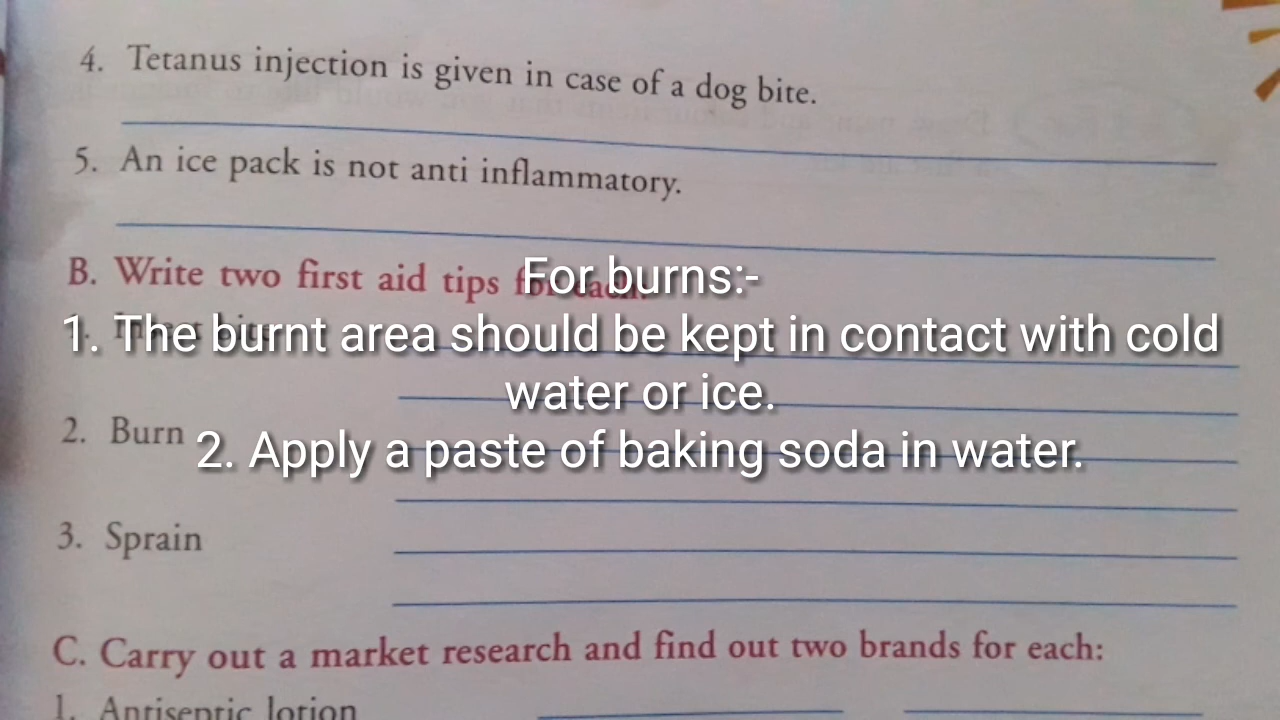 4. Tetanus injection is given in case of a dog bite.
5. An ice pack is not anti inflammatory.
B. Write two first aid tips for each:
For burns:-
1. The burnt area should be kept in contact with cold
water or ice.
2. Burn
2. Apply a paste of baking soda in water.
3. Sprain
C. Carry out a market research and find out two brands for each:
1. Antiseptic lotion